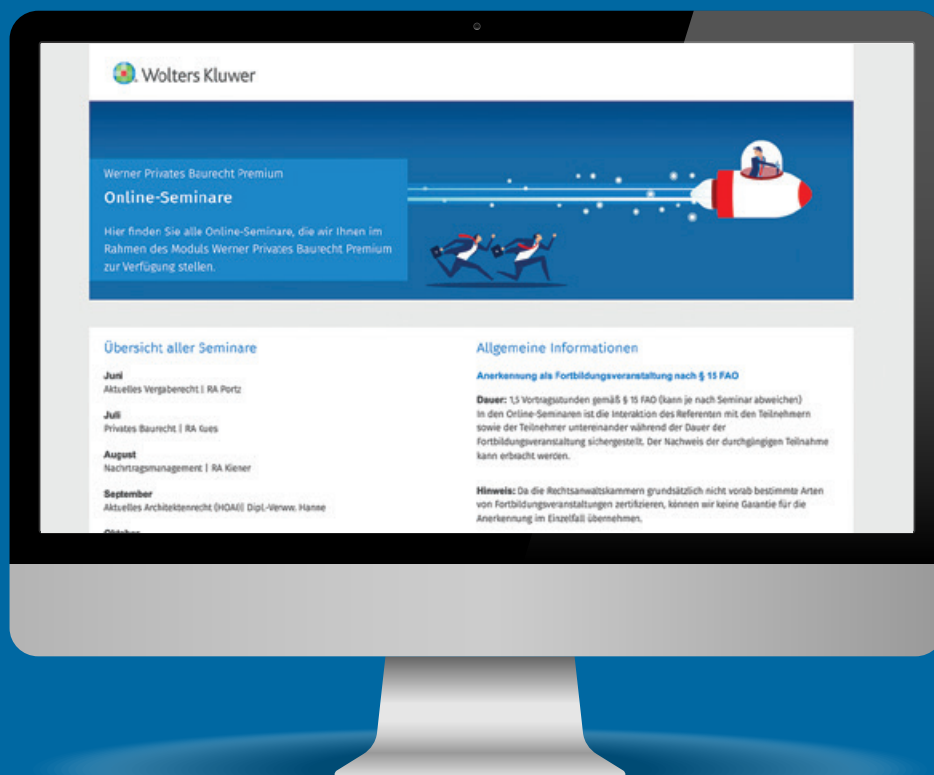 Wolters Kluwer
Werner Privates Baurecht Premium
Online-Seminare
Hier finden Sie alle Online-Seminare, die wir Ihnen im
Rahmen des Moduls Werner Privates Baurecht Premium
zur Verfügung stellen.
Übersicht aller Seminare
Juni
Aktuelles Vergaberecht | RA Portz
Juli
Privates Baurecht | RA Kues
August
Nachtragsmanagement | RA Kiener
September
Aktuelles Architektenrecht (HOAI)| Dipl.-Verww. Hanne
Oktober
Allgemeine Informationen
Anerkennung als Fortbildungsveranstaltung nach § 15 FAO
Dauer: 1,5 Vortragsstunden gemäß § 15 FAO (kann je nach Seminar abweichen)
In den Online-Seminaren ist die Interaktion des Referenten mit den Teilnehmern
sowie der Teilnehmer untereinander während der Dauer der
Fortbildungsveranstaltung sichergestellt. Der Nachweis der durchgängigen Teilnahme
kann erbracht werden.
Hinweis: Da die Rechtsanwaltskammern grundsätzlich nicht vorab bestimmte Arten
von Fortbildungsveranstaltungen zertifizieren, können wir keine Garantie für die
Anerkennung im Einzelfall übernehmen.